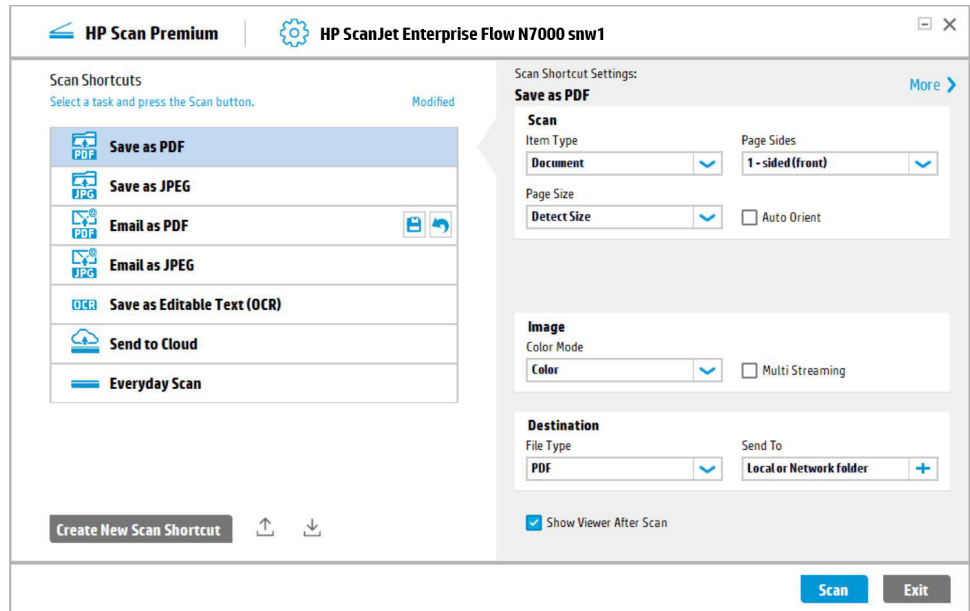 HP Scan Premium
HP ScanJet Enterprise Flow N7000 snw1
Scan Shortcuts
Select a task and press the Scan button.
Modified
PDF
Save as PDF
JPG
Save as JPEG
PDF
Email as PDF
JPG
Email as JPEG
OCR
Save as Editable Text (OCR)
Send to Cloud
Everyday Scan
Create New Scan Shortcut
Scan Shortcut Settings:
Save as PDF
More
Scan
Item Type
Document
Page Sides
1 - sided (front)
Page Size
Detect Size
Auto Orient
Image
Color Mode
Color
Multi Streaming
Destination
File Type
PDF
Send To
Local or Network folder
Show Viewer After Scan
Scan
Exit